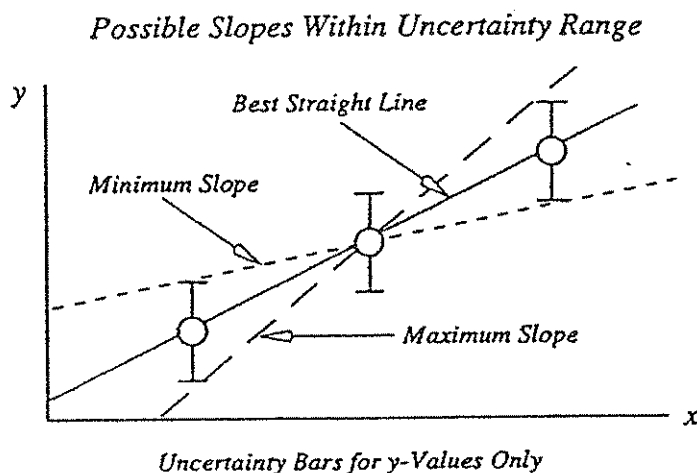 Possible Slopes Within Uncertainty Range
y
Best Straight Line
Minimum Slope
Maximum Slope
x
Uncertainty Bars for y-Values Only